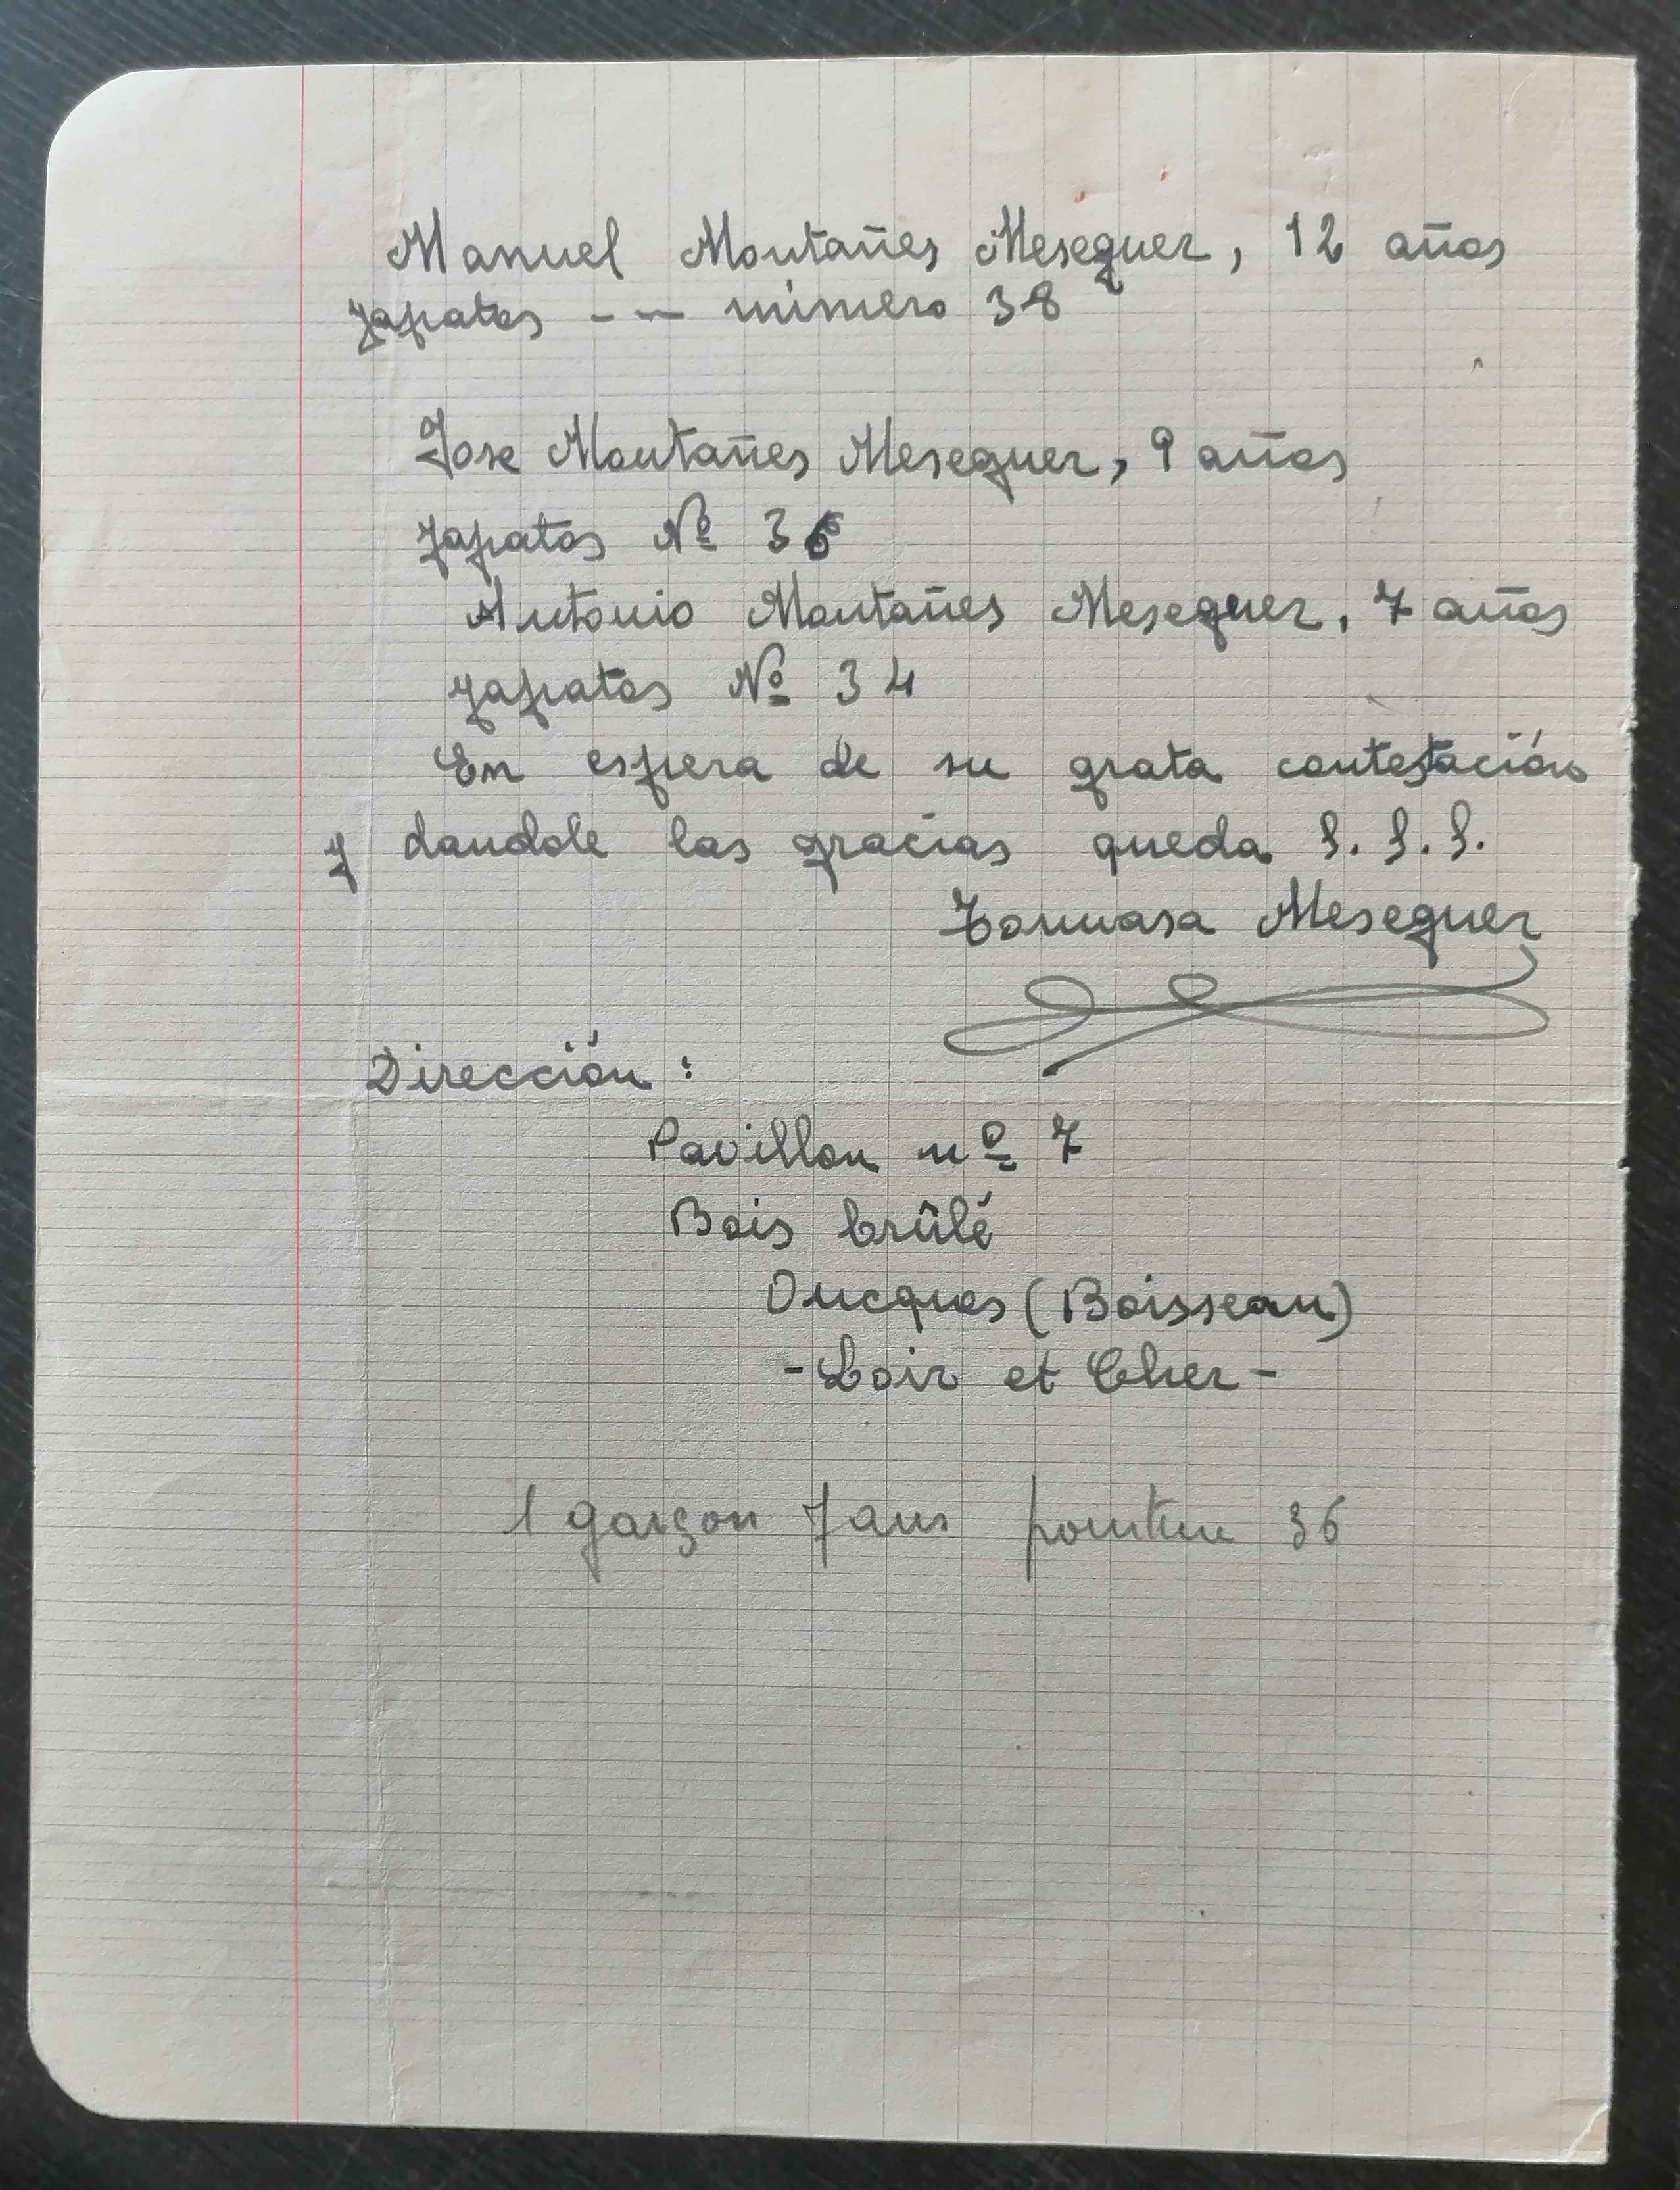 Manuel Montañes Meseguer, 12 años
zapatos - - número 38
Jose Montañes Meseguer, 9 años
zapatos Nº 36
Antonio Montañes Meseguer, 7 años
zapatos Nº 34
En espera de su grata contestación
y dandole las gracias queda S. S. S.
Tomasa Meseguer
Dirección :
Pavillon nº 7
Bois brûlé
Oucques (Boisseau)
- Loir et Cher -
1 garçon 7 ans pointure 36